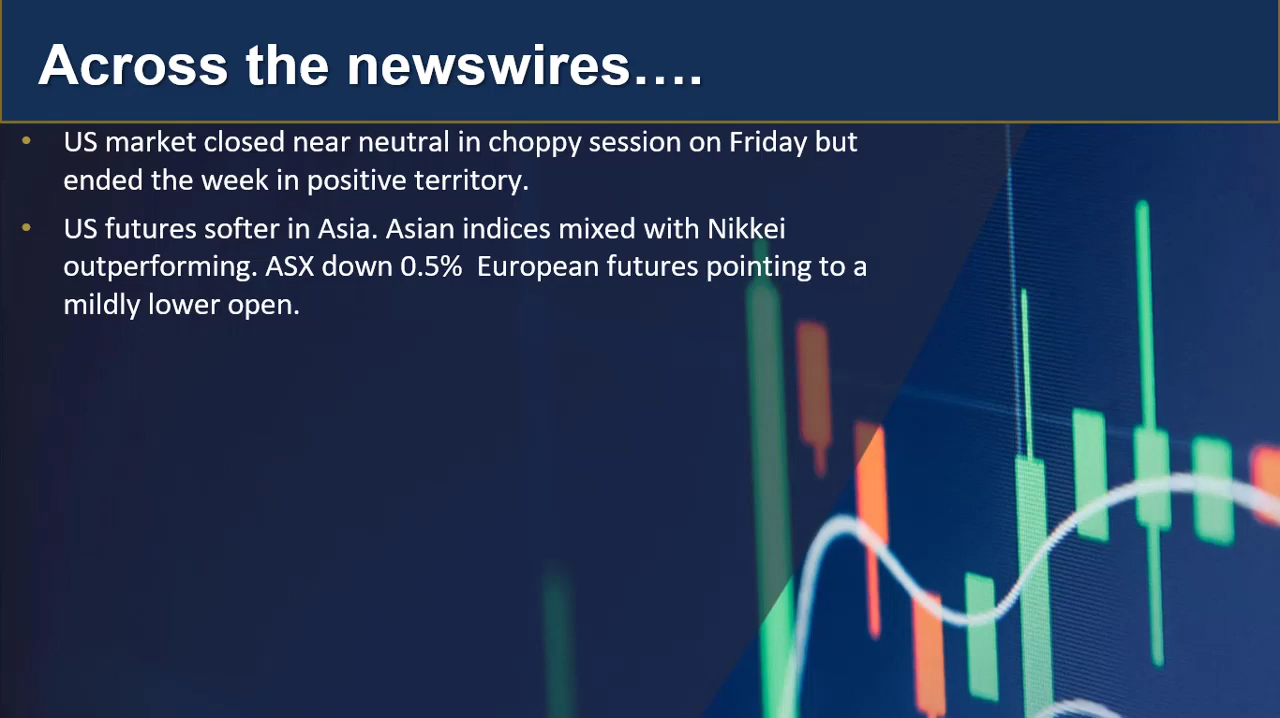 Across the newswires….
• US market closed near neutral in choppy session on Friday but
ended the week in positive territory.
• US futures softer in Asia. Asian indices mixed with Nikkei
outperforming. ASX down 0.5%  European futures pointing to a
mildly lower open.